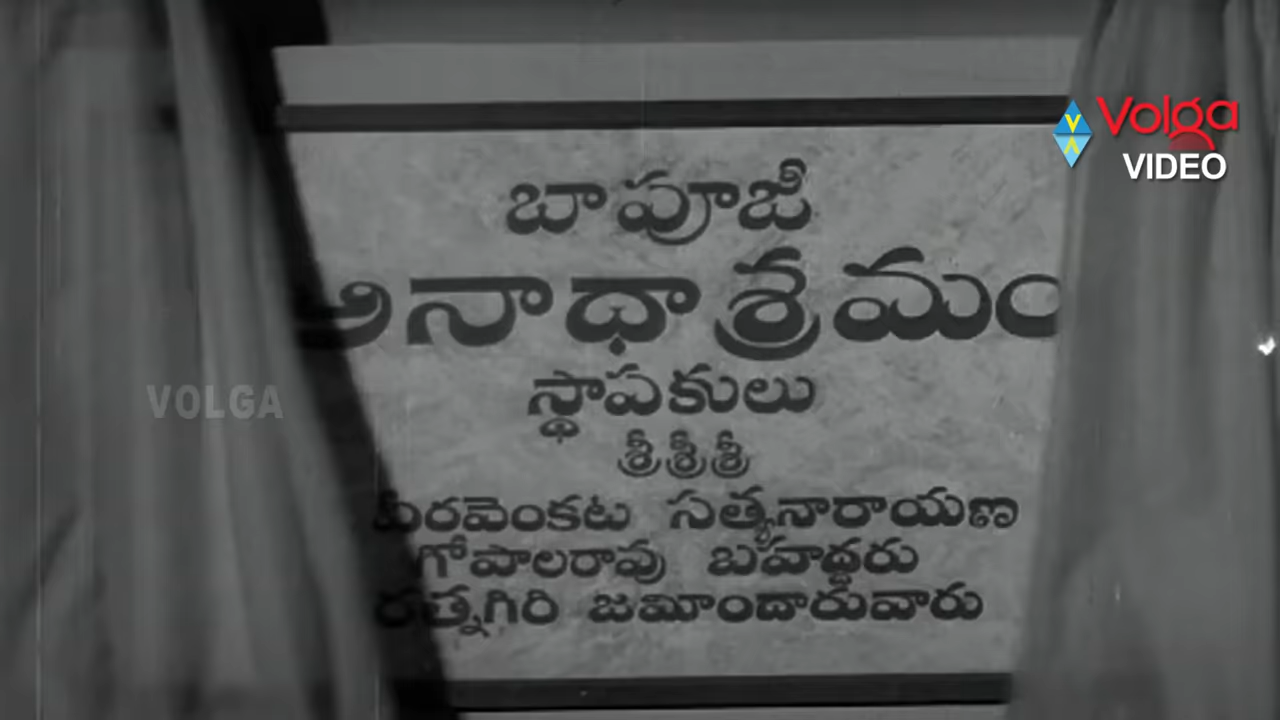 Volga
VIDEO
బాపూజీ
అనాధాశ్రమం
స్థాపకులు
శ్రీ శ్రీ శ్రీ
వీరవెంకట సత్యనారాయణ
గోపాలరావు బహద్దరు
రత్నగిరి జమీందారువారు
VOLGA